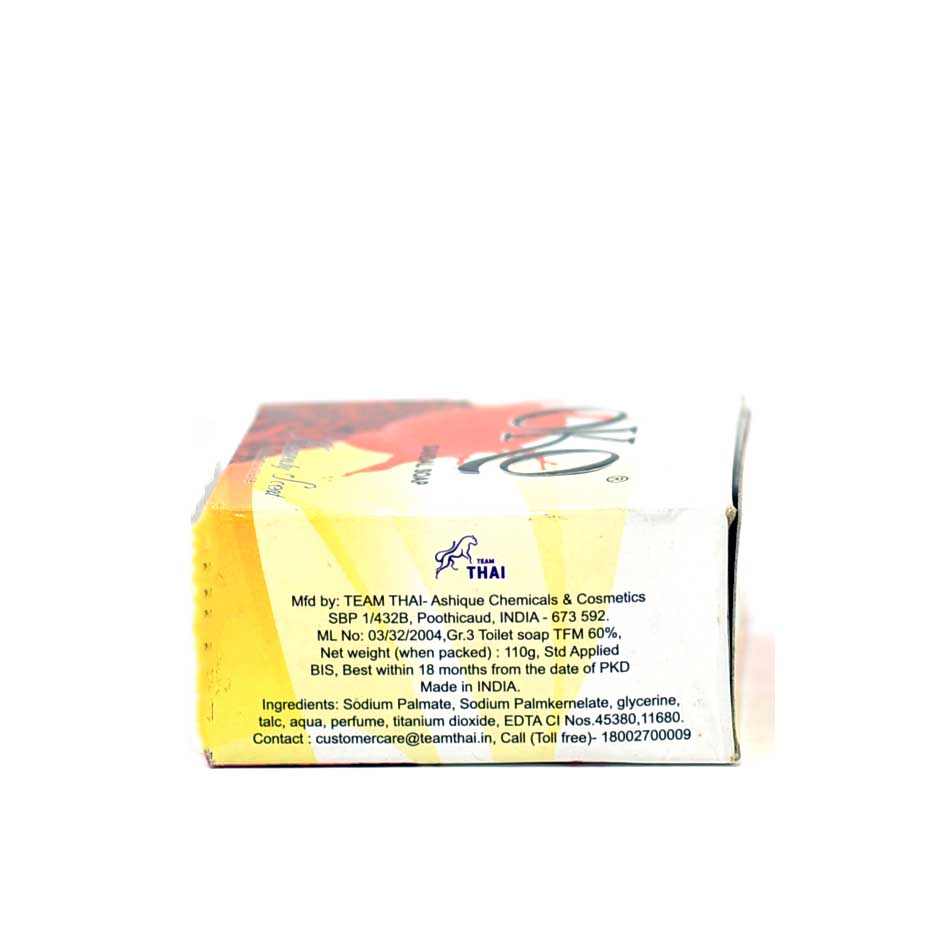 OKO
SANDAL SOAP
®
TEAM
THAI
Mfd by: TEAM THAI- Ashique Chemicals & Cosmetics
SBP 1/432B, Poothicaud, INDIA - 673 592.
ML No: 03/32/2004,Gr.3 Toilet soap TFM 60%,
Net weight (when packed) : 110g, Std Applied
BIS, Best within 18 months from the date of PKD
Made in INDIA.
Ingredients: Sodium Palmate, Sodium Palmkernelate, glycerine,
talc, aqua, perfume, titanium dioxide, EDTA CI Nos.45380,11680.
Contact : customercare@teamthai.in, Call (Toll free)- 18002700009